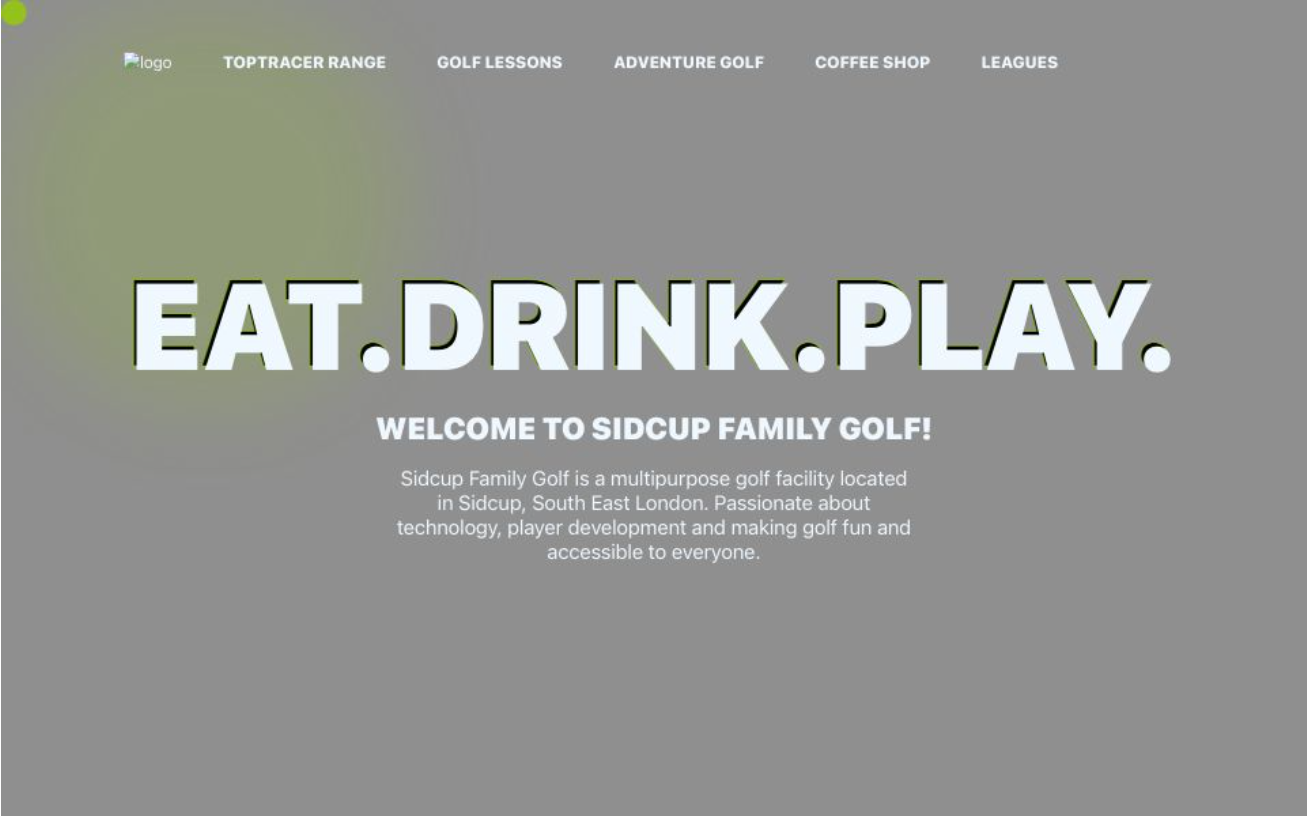 logo
TOPTRACER RANGE
GOLF LESSONS
ADVENTURE GOLF
COFFEE SHOP
LEAGUES
EAT.DRINK.PLAY.
WELCOME TO SIDCUP FAMILY GOLF!
Sidcup Family Golf is a multipurpose golf facility located
in Sidcup, South East London. Passionate about
technology, player development and making golf fun and
accessible to everyone.